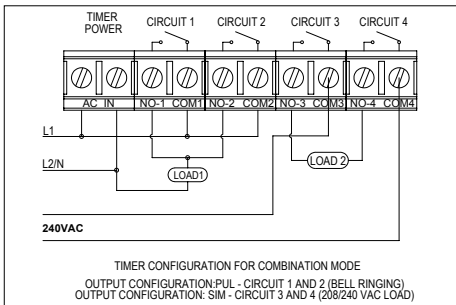 TIMER
POWER
CIRCUIT 1
CIRCUIT 2
CIRCUIT 3
CIRCUIT 4
AC IN
NO-1
COM1
NO-2
COM2
NO-3
COM3
NO-4
COM4
L1
L2/N
LOAD1
LOAD 2
240VAC
TIMER CONFIGURATION FOR COMBINATION MODE
OUTPUT CONFIGURATION:PUL - CIRCUIT 1 AND 2 (BELL RINGING)
OUTPUT CONFIGURATION: SIM - CIRCUIT 3 AND 4 (208/240 VAC LOAD)